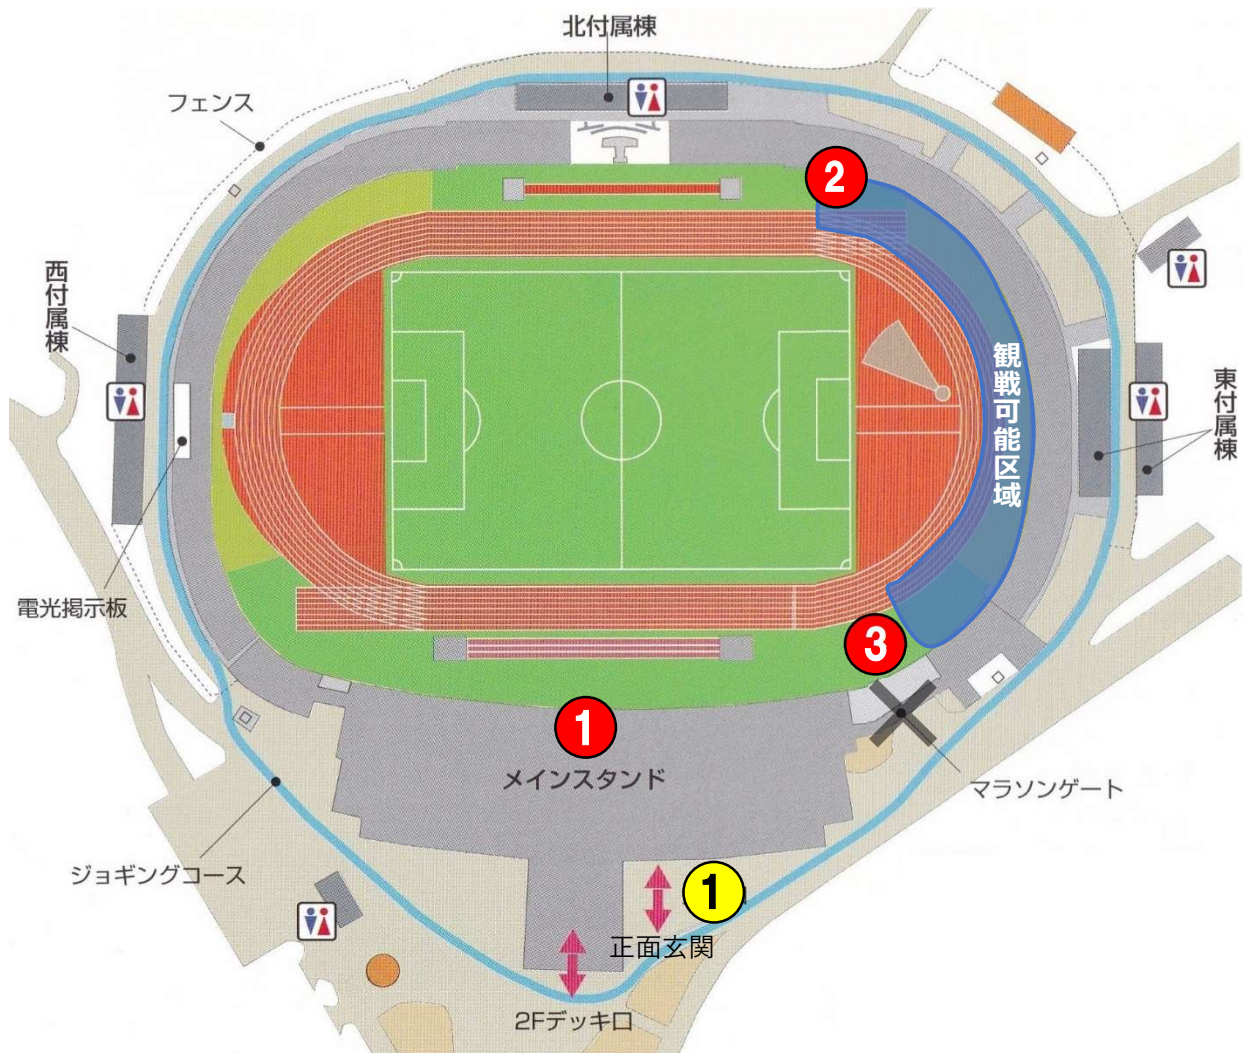 北付属棟
フェンス
2
西付属棟
観戦可能区域
東付属棟
電光掲示板
3
1
メインスタンド
マラソンゲート
ジョギングコース
1
正面玄関
2Fデッキ口